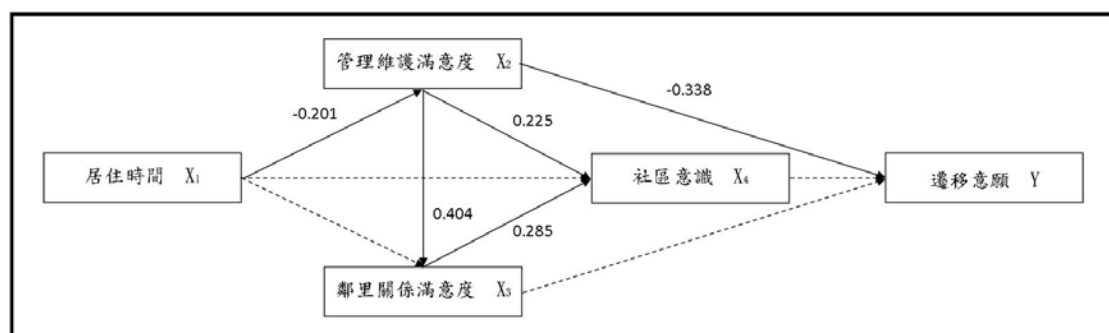 管理維護滿意度 X₂
-0.338
-0.201
0.225
居住時間 X₁
社區意識 X₄
遷移意願 Y
0.404
0.285
鄰里關係滿意度 X₃